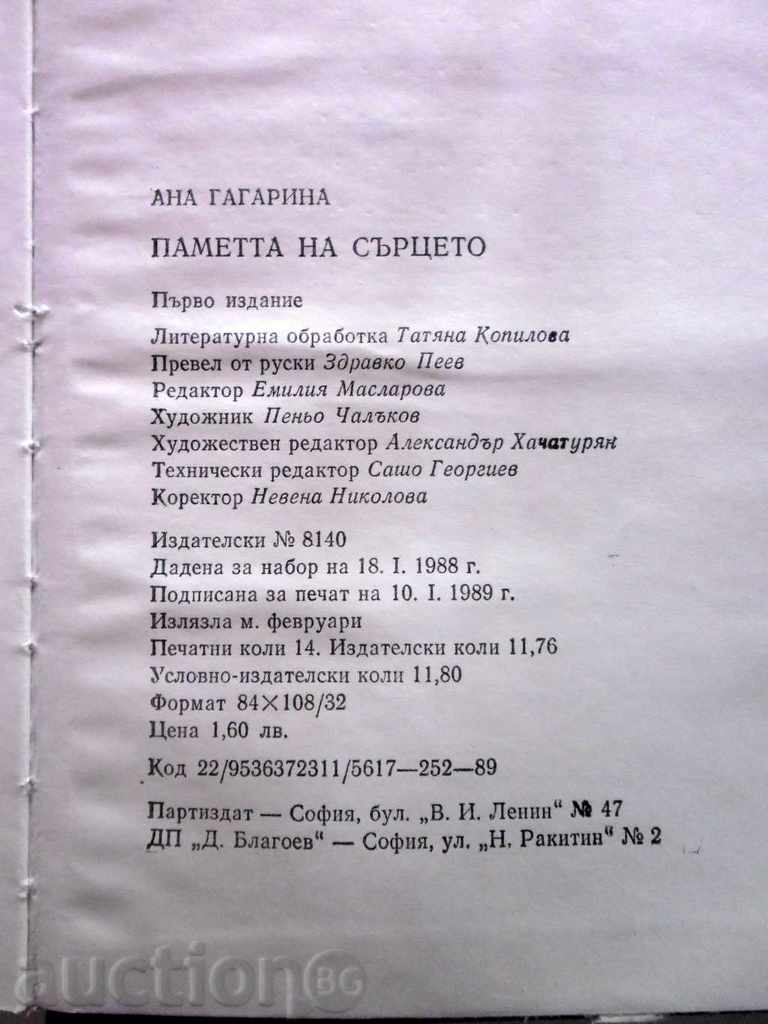 АНА ГАГАРИНА
ПАМЕТТА НА СЪРЦЕТО
Първо издание
Литературна обработка Татяна Копилова
Превел от руски Здравко Пеев
Редактор Емилия Масларова
Художник Пеньо Чалъков
Художествен редактор Александър Хачатурян
Технически редактор Сашо Георгиев
Коректор Невена Николова
Издателски № 8140
Дадена за набор на 18. I. 1988 г.
Подписана за печат на 10. I. 1989 г.
Излязла м. февруари
Печатни коли 14. Издателски коли 11,76
Условно-издателски коли 11,80
Формат 84×108/32
Цена 1,60 лв.
Код 22/9536372311/5617—252—89
Партиздат — София, бул. „В. И. Ленин“ № 47
ДП „Д. Благоев“ — София, ул. „Н. Ракитин“ № 2
auction BG